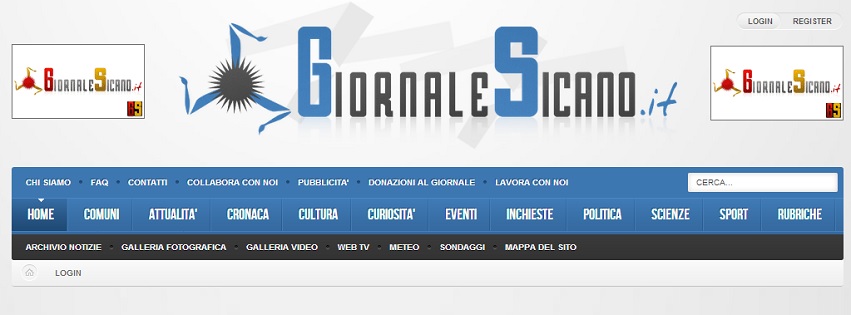 LOGIN REGISTER
GIORNALESICANO.it
GIORNALESICANO.it
GS
GIORNALESICANO.it
GS
CHI SIAMO FAQ CONTATTI COLLABORA CON NOI PUBBLICITA' DONAZIONI AL GIORNALE LAVORA CON NOI CERCA...
HOME COMUNI ATTUALITA' CRONACA CULTURA CURIOSITA' EVENTI INCHIESTE POLITICA SCIENZE SPORT RUBRICHE
ARCHIVIO NOTIZIE GALLERIA FOTOGRAFICA GALLERIA VIDEO WEB TV METEO SONDAGGI MAPPA DEL SITO
LOGIN